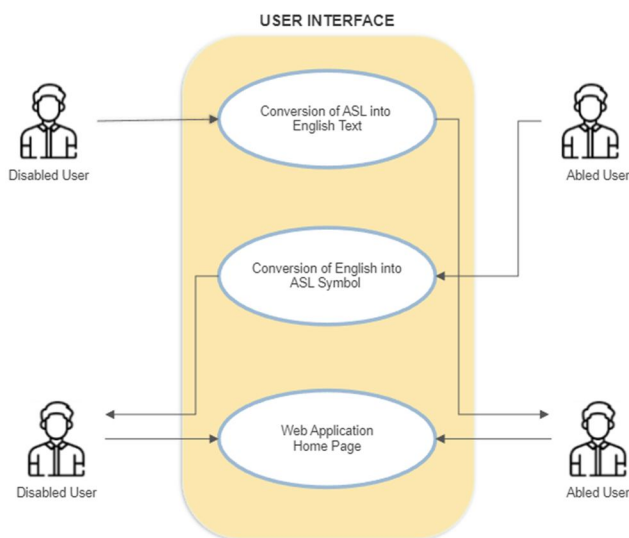 USER INTERFACE
Conversion of ASL into
English Text
Disabled User
Abled User
Conversion of English into
ASL Symbol
Web Application
Home Page
Disabled User
Abled User